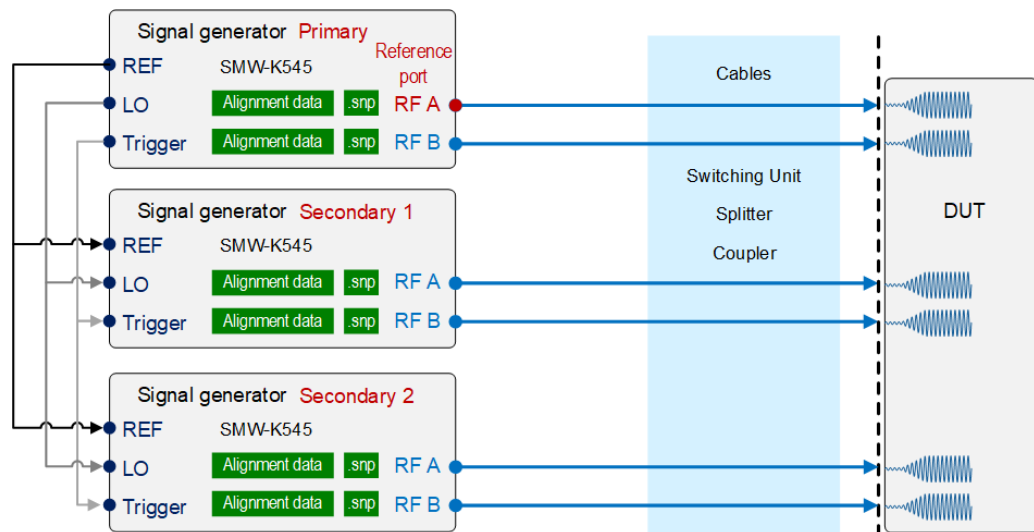 Signal generator Primary
Reference
port
REF
SMW-K545
LO
Alignment data
.snp
RF A
Trigger
Alignment data
.snp
RF B
Signal generator Secondary 1
REF
SMW-K545
LO
Alignment data
.snp
RF A
Trigger
Alignment data
.snp
RF B
Signal generator Secondary 2
REF
SMW-K545
LO
Alignment data
.snp
RF A
Trigger
Alignment data
.snp
RF B
Cables
Switching Unit
Splitter
Coupler
DUT